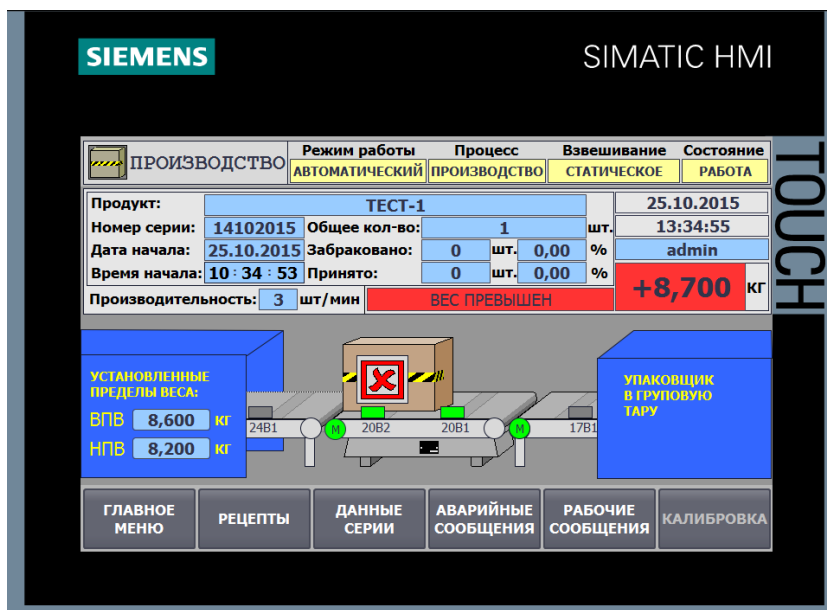 SIEMENS
SIMATIC HMI
TOUCH
ПРОИЗВОДСТВО
Режим работы Процесс Взвешивание Состояние
АВТОМАТИЧЕСКИЙ ПРОИЗВОДСТВО СТАТИЧЕСКОЕ РАБОТА
Продукт: ТЕСТ-1 25.10.2015
Номер серии: 14102015 Общее кол-во: 1 шт. 13:34:55
Дата начала: 25.10.2015 Забраковано: 0 шт. 0,00 % admin
Время начала: 10:34:53 Принято: 0 шт. 0,00 %
+8,700 кг
Производительность: 3 шт/мин ВЕС ПРЕВЫШЕН
УСТАНОВЛЕННЫЕ
ПРЕДЕЛЫ ВЕСА:
ВПВ 8,600 кг
НПВ 8,200 кг
24B1 M 20B2 20B1 M 17B1
УПАКОВЩИК
В ГРУПОВУЮ
ТАРУ
ГЛАВНОЕ
МЕНЮ
РЕЦЕПТЫ
ДАННЫЕ
СЕРИИ
АВАРИЙНЫЕ
СООБЩЕНИЯ
РАБОЧИЕ
СООБЩЕНИЯ
КАЛИБРОВКА